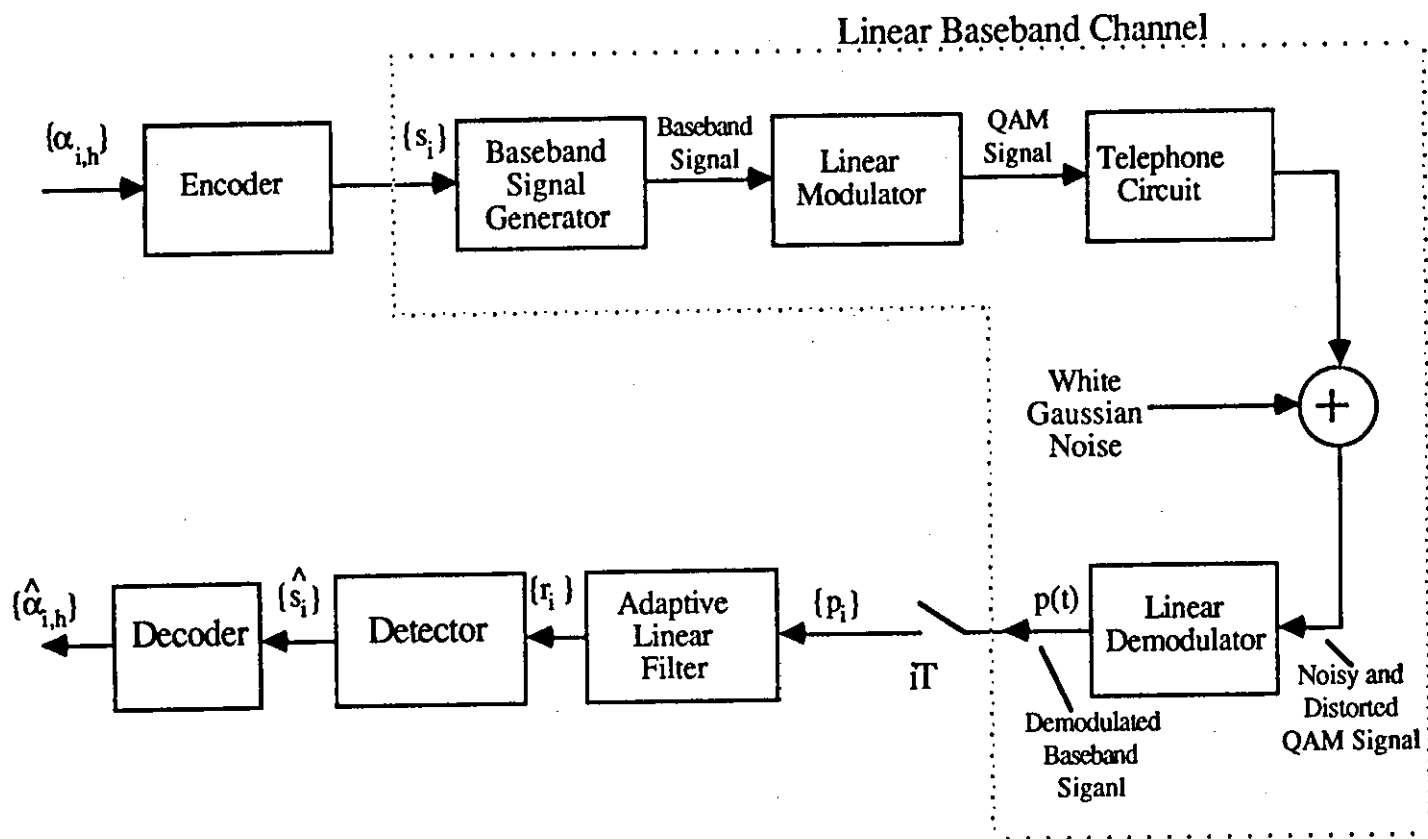 Linear Baseband Channel
{α_{i,h}}
Encoder
{s_i}
Baseband
Signal
Generator
Baseband
Signal
Linear
Modulator
QAM
Signal
Telephone
Circuit
White
Gaussian
Noise
+
{α̂_{i,h}}
Decoder
{ŝ_i}
Detector
{r_i}
Adaptive
Linear
Filter
{p_i}
iT
p(t)
Linear
Demodulator
Demodulated
Baseband
Siganl
Noisy and
Distorted
QAM Signal